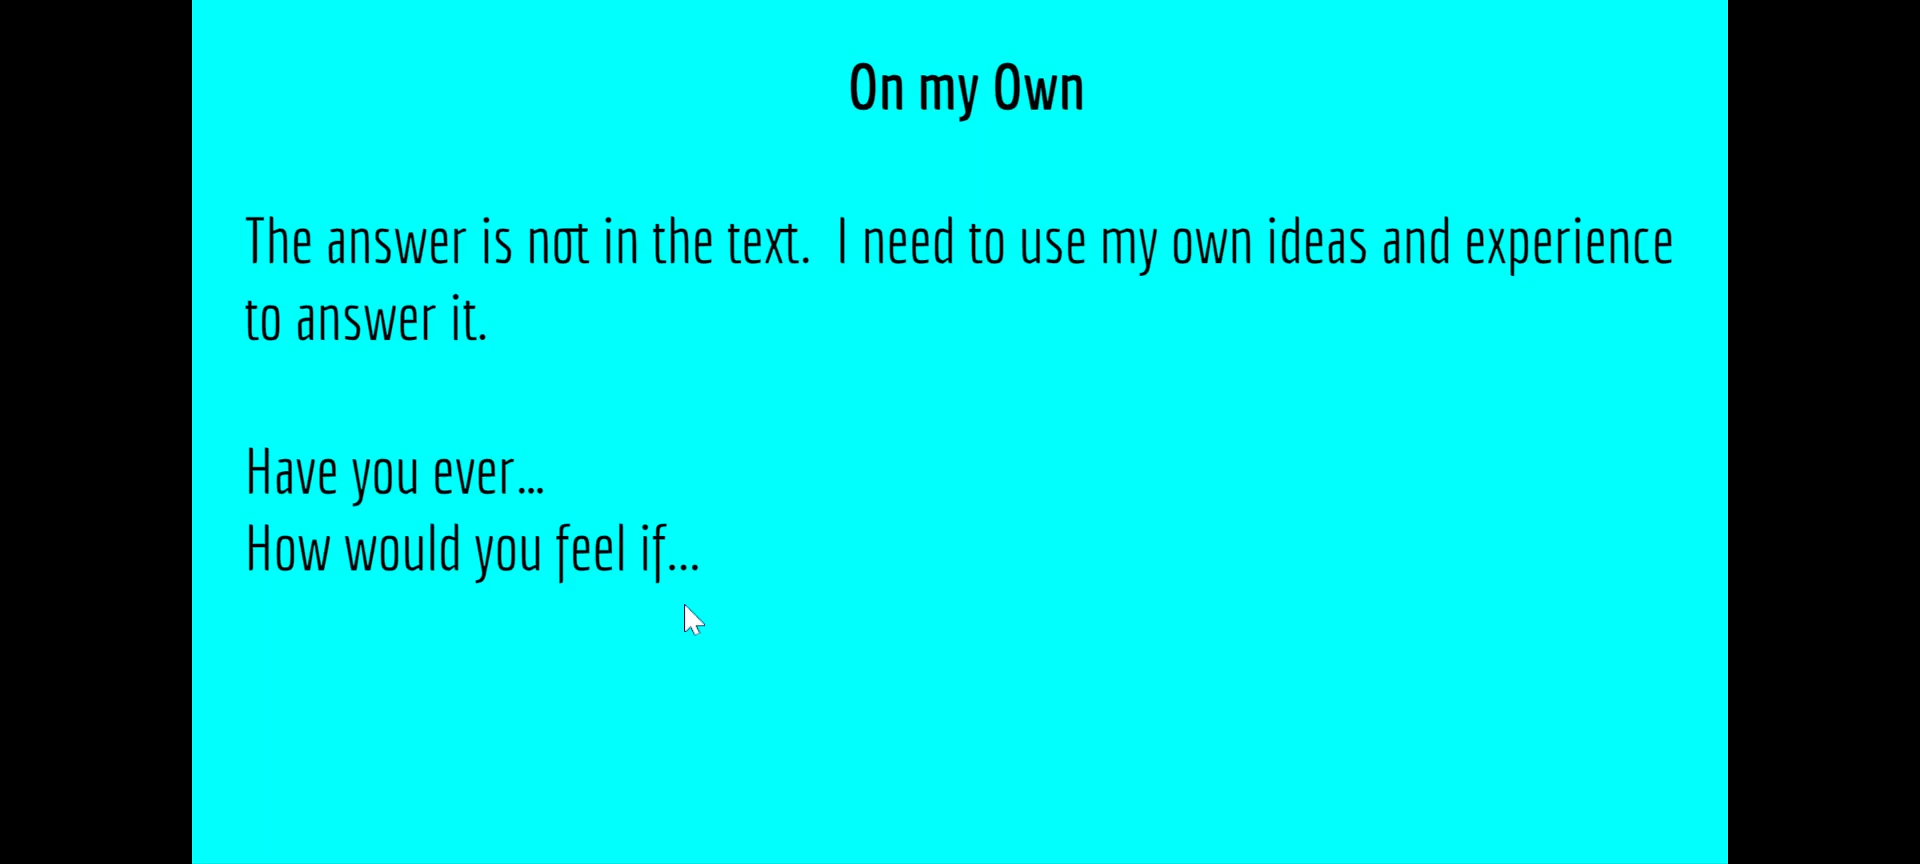 On my Own
The answer is not in the text.  I need to use my own ideas and experience
to answer it.
Have you ever...
How would you feel if...